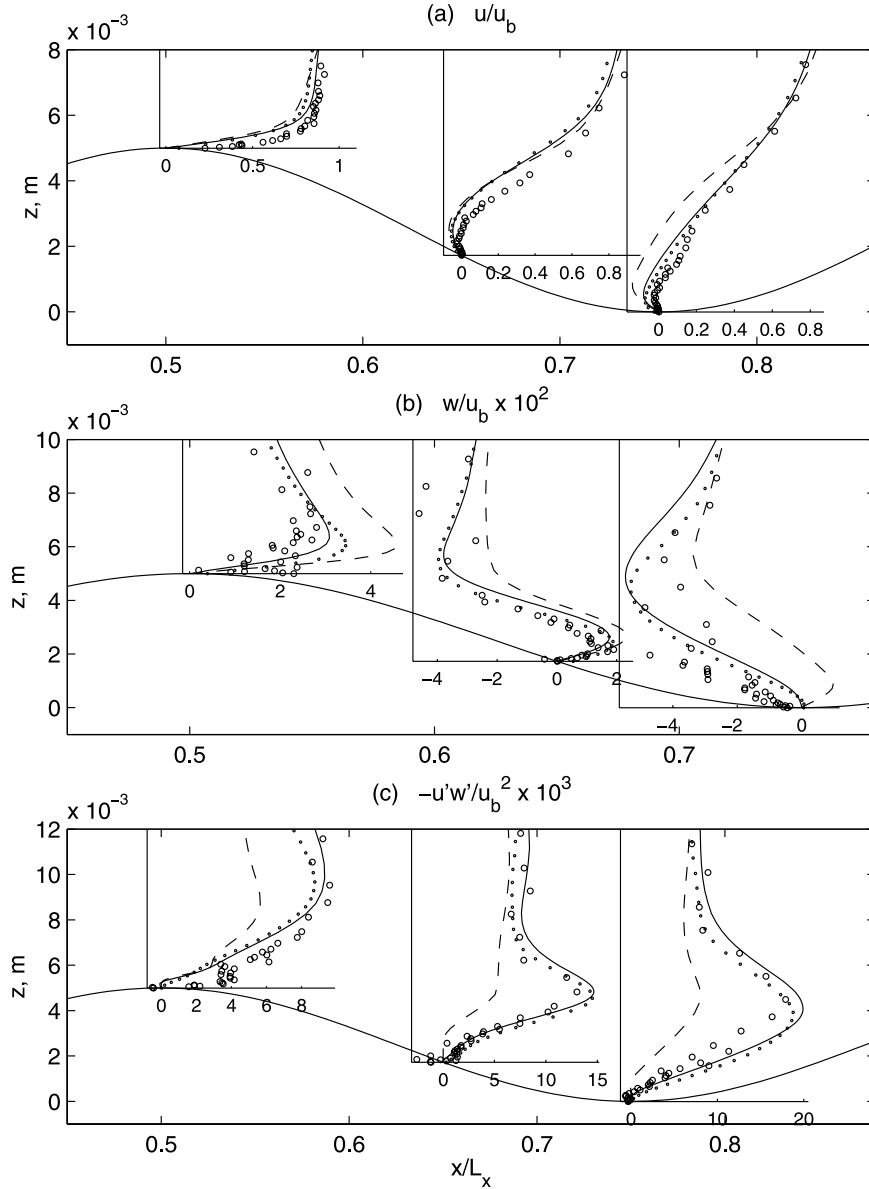 (a) u/u_b
x 10^-3
8
6
4
2
0
z, m
0 0.5 1
0 0.2 0.4 0.6 0.8
0 0.2 0.4 0.6 0.8
0.5 0.6 0.7 0.8
(b) w/u_b x 10^2
x 10^-3
10
8
6
4
2
0
z, m
0 2 4
−4 −2 0 2
−4 −2 0
0.5 0.6 0.7
(c) −u'w'/u_b^2 x 10^3
x 10^-3
12
10
8
6
4
2
0
z, m
0 2 4 6 8
0 5 10 15
0 10 20
0.5 0.6 0.7 0.8
x/L_x